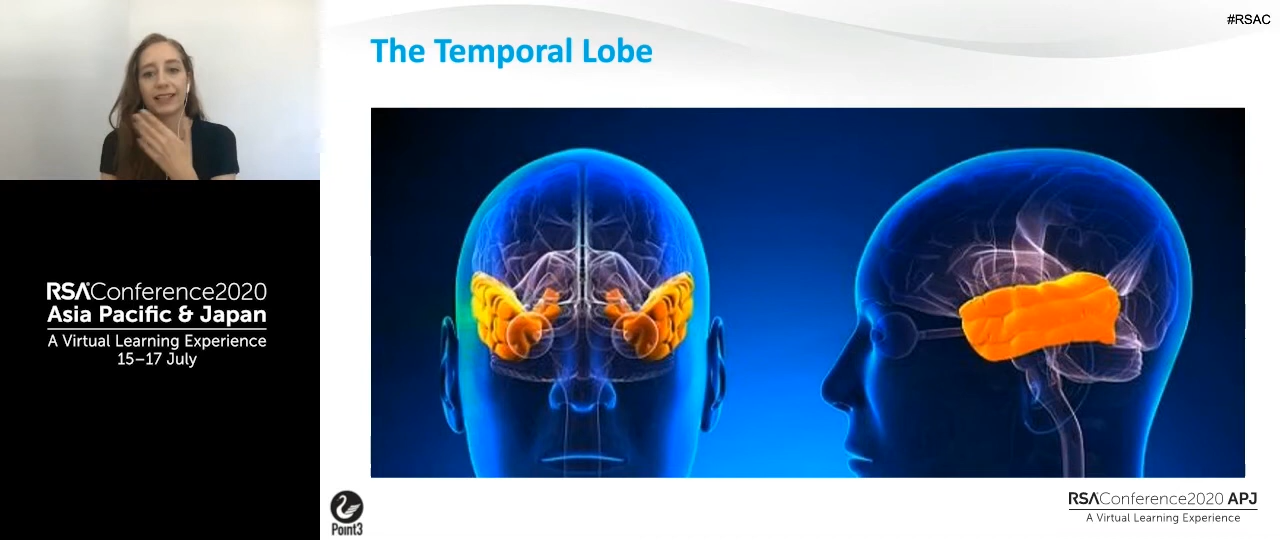 #RSAC
The Temporal Lobe
RSAConference2020
Asia Pacific & Japan
A Virtual Learning Experience
15–17 July
Point3
RSAConference2020 APJ
A Virtual Learning Experience